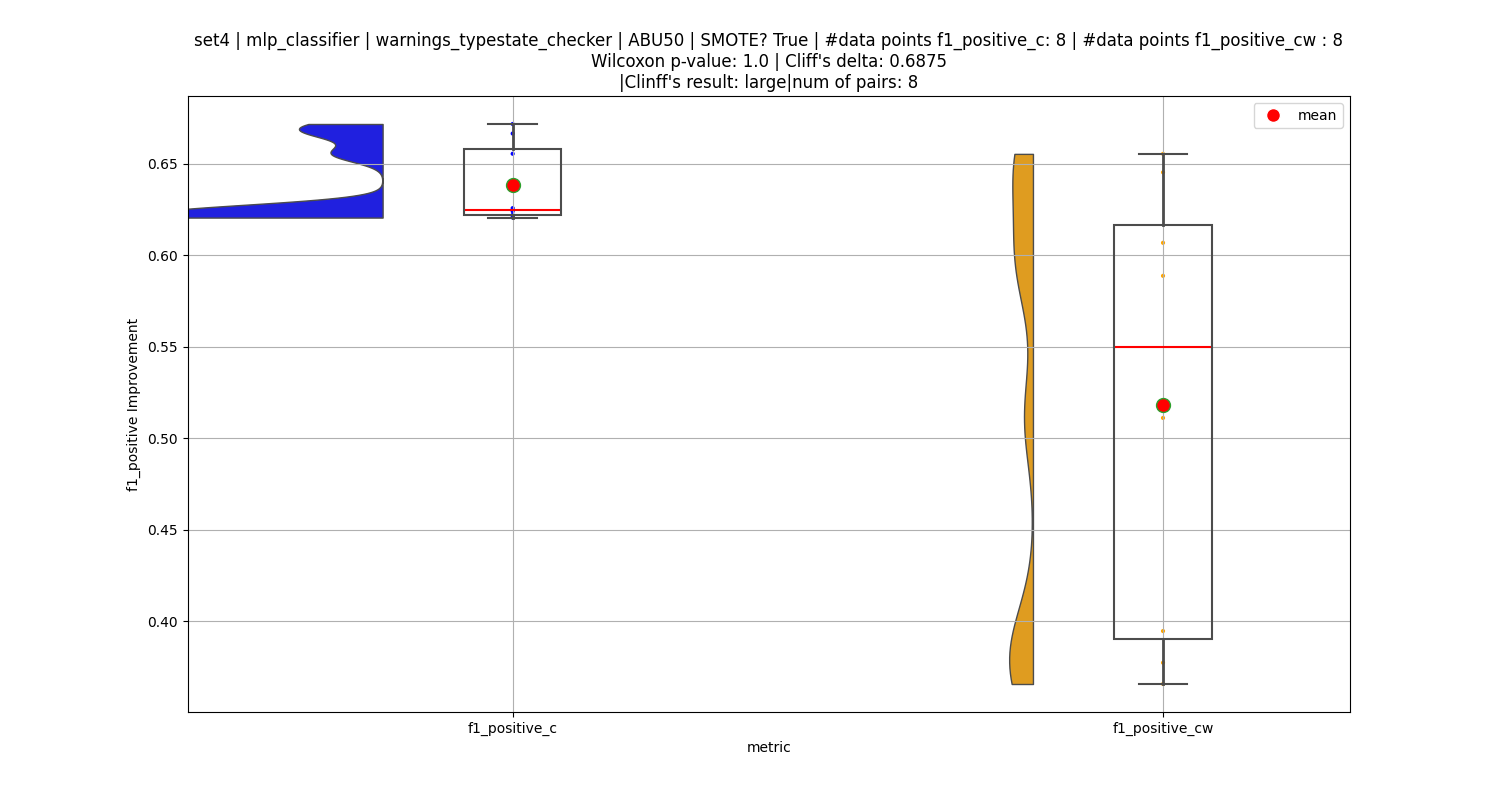 set4 | mlp_classifier | warnings_typestate_checker | ABU50 | SMOTE? True | #data points f1_positive_c: 8 | #data points f1_positive_cw : 8
Wilcoxon p-value: 1.0 | Cliff's delta: 0.6875
|Clinff's result: large|num of pairs: 8
mean
0.65
0.60
0.55
0.50
0.45
0.40
f1_positive Improvement
f1_positive_c
f1_positive_cw
metric